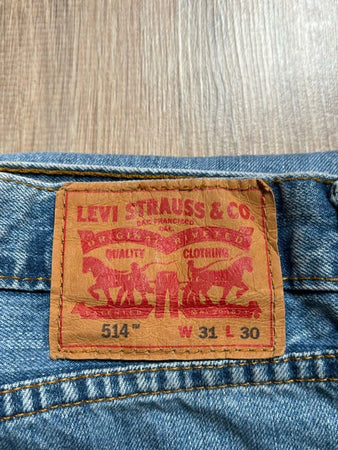 LEVI STRAUSS & CO.
SAN FRANCISCO
CAL.
ORIGINAL RIVETED
QUALITY CLOTHING
514™ W 31 L 30